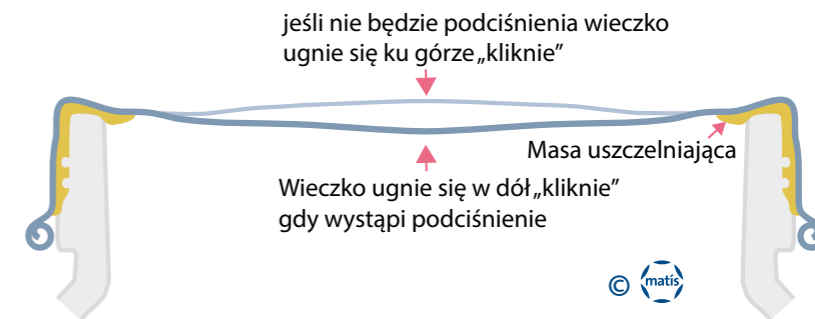 jeśli nie będzie podciśnienia wieczko
ugnie się ku górze „kliknie”
Masa uszczelniająca
Wieczko ugnie się w dół „kliknie”
gdy wystąpi podciśnienie
© matís